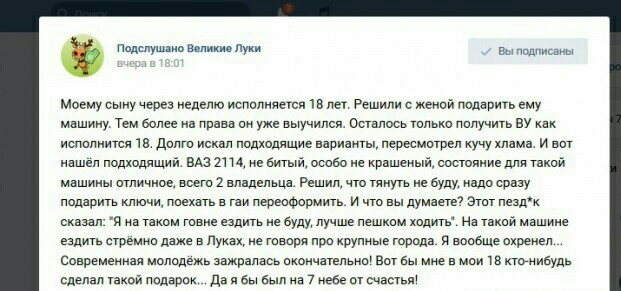 Поиск
Подслушано Великие Луки
вчера в 18:01
Вы подписаны
Моему сыну через неделю исполняется 18 лет. Решили с женой подарить ему
машину. Тем более на права он уже выучился. Осталось только получить ВУ как
исполнится 18. Долго искал подходящие варианты, пересмотрел кучу хлама. И вот
нашёл подходящий. ВАЗ 2114, не битый, особо не крашеный, состояние для такой
машины отличное, всего 2 владельца. Решил, что тянуть не буду, надо сразу
подарить ключи, поехать в гаи переоформить. И что вы думаете? Этот пезд*к
сказал: "Я на таком говне ездить не буду, лучше пешком ходить". На такой машине
ездить стрёмно даже в Луках, не говоря про крупные города. Я вообще охренел...
Современная молодёжь зажралась окончательно! Вот бы мне в мои 18 кто-нибудь
сделал такой подарок... Да я бы был на 7 небе от счастья!